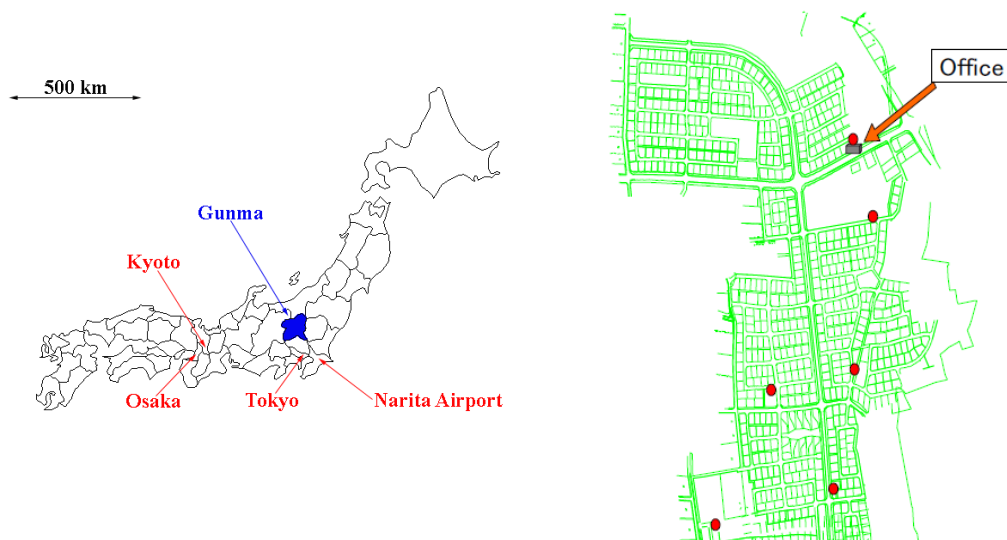 500 km
Gunma
Kyoto
Osaka
Tokyo
Narita Airport
Office